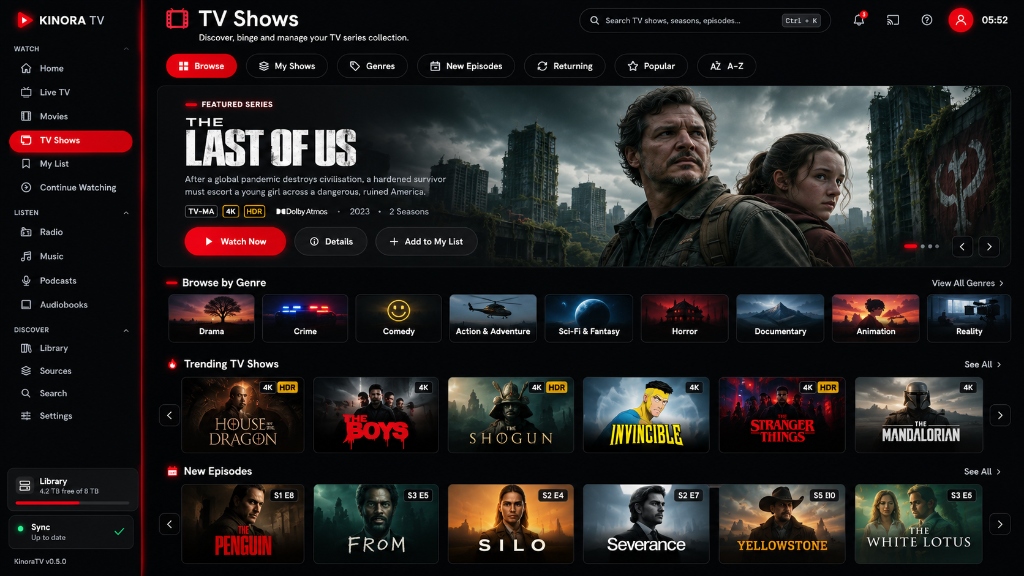 KINORA TV
WATCH
Home
Live TV
Movies
TV Shows
My List
Continue Watching
LISTEN
Radio
Music
Podcasts
Audiobooks
DISCOVER
Library
Sources
Search
Settings
Library
4.2 TB free of 8 TB
Sync
Up to date
KinoraTV v0.5.0
TV Shows
Discover, binge and manage your TV series collection.
Search TV shows, seasons, episodes...
Ctrl + K
05:52
Browse
My Shows
Genres
New Episodes
Returning
Popular
AZ A-Z
FEATURED SERIES
THE
LAST OF US
After a global pandemic destroys civilisation, a hardened survivor
must escort a young girl across a dangerous, ruined America.
TV-MA 4K HDR Dolby Atmos · 2023 · 2 Seasons
Watch Now
Details
Add to My List
Browse by Genre
View All Genres
Drama
Crime
Comedy
Action & Adventure
Sci-Fi & Fantasy
Horror
Documentary
Animation
Reality
Trending TV Shows
See All
4K HDR
HOUSE OF THE
DRAGON
4K
THE
BOYS
4K HDR
THE
SHOGUN
4K
INVINCIBLE
4K HDR
THE
STRANGER
THINGS
4K
THE
MANDALORIAN
New Episodes
See All
S1 E8
THE
PENGUIN
S3 E5
FROM
S2 E4
SILO
S2 E7
Severance
YELLOWSTONE
S3 E6
THE
WHITE LOTUS